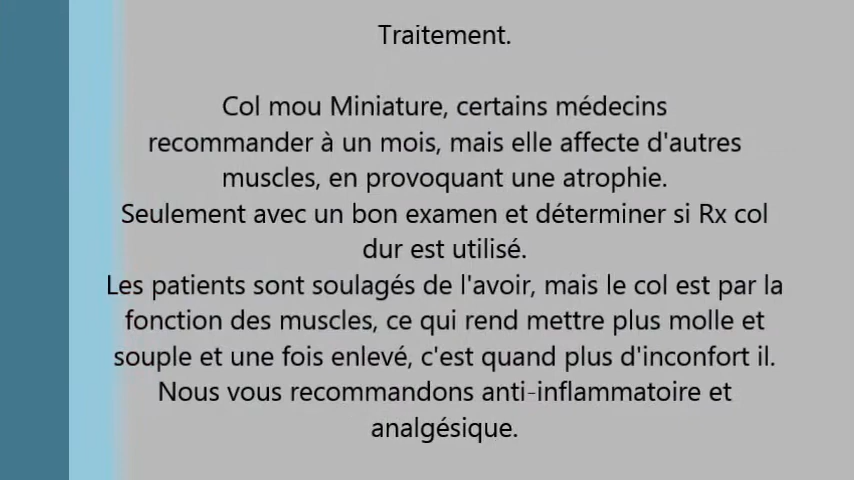 Traitement.
Col mou Miniature, certains médecins
recommander à un mois, mais elle affecte d'autres
muscles, en provoquant une atrophie.
Seulement avec un bon examen et déterminer si Rx col
dur est utilisé.
Les patients sont soulagés de l'avoir, mais le col est par la
fonction des muscles, ce qui rend mettre plus molle et
souple et une fois enlevé, c'est quand plus d'inconfort il.
Nous vous recommandons anti-inflammatoire et
analgésique.